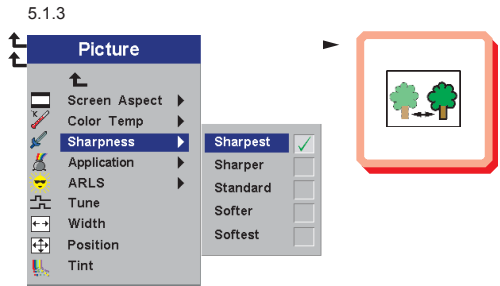 5.1.3
Picture
Screen Aspect
Color Temp
Sharpness
Application
ARLS
Tune
Width
Position
Tint
Sharpest
Sharper
Standard
Softer
Softest